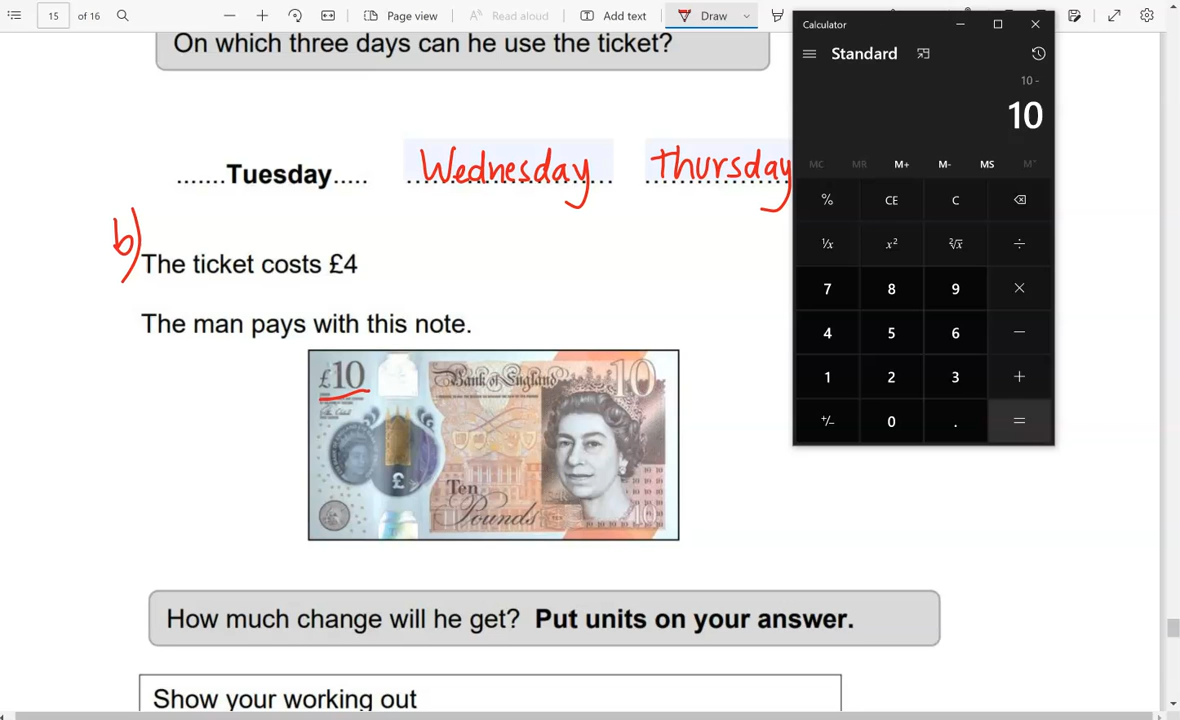 15 of 16 Page view Read aloud Add text Draw
On which three days can he use the ticket?
.......Tuesday..... Wednesday Thursday
b)
The ticket costs £4
The man pays with this note.
£10 Bank of England 10
£
Ten
Pounds
How much change will he get? Put units on your answer.
Show your working out
Calculator
Standard
10 -
10
MC MR M+ M- MS M˅
% CE C
⅟x x² ²√x ÷
7 8 9 ×
4 5 6 −
1 2 3 +
+/− 0 . =